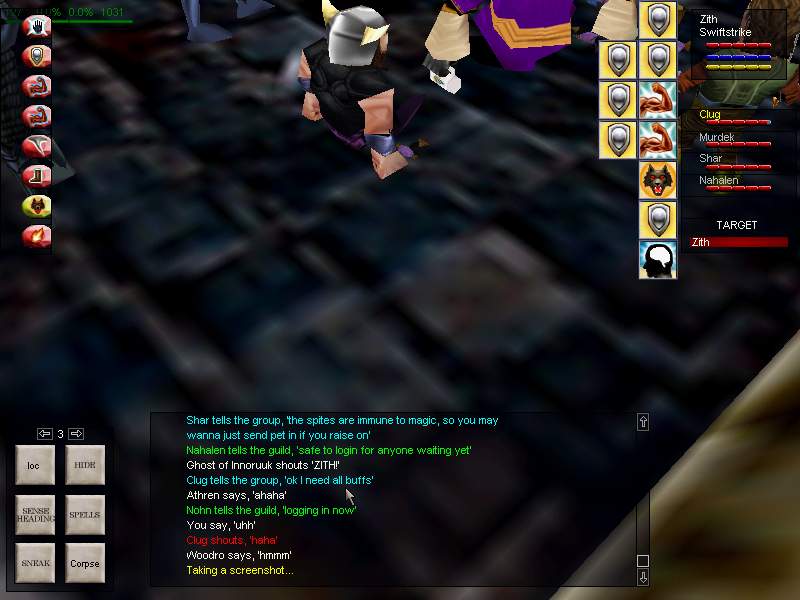 0.0% 1031
Zith
Swiftstrike
Clug
Murdek
Shar
Nahalen
TARGET
Zith
3
loc
HIDE
SENSE
HEADING
SPELLS
SNEAK
Corpse
Shar tells the group, 'the spites are immune to magic, so you may
wanna just send pet in if you raise on'
Nahalen tells the guild, 'safe to login for anyone waiting yet'
Ghost of Innoruuk shouts 'ZITH!'
Clug tells the group, 'ok I need all buffs'
Athren says, 'ahaha'
Nohn tells the guild, 'logging in now'
You say, 'uhh'
Clug shouts, 'haha'
Woodro says, 'hmmm'
Taking a screenshot...